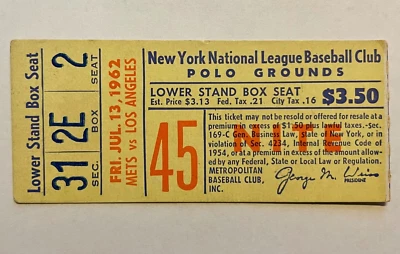 Lower Stand Box Seat
31 SEC.
2E BOX
2 SEAT
FRI. JUL. 13, 1962
METS vs LOS ANGELES
New York National League Baseball Club
POLO GROUNDS
LOWER STAND BOX SEAT
Est. Price $3.13 Fed. Tax .21 City Tax .16
$3.50
45
NITE
This ticket may not be resold or offered for resale at a
premium in excess of $1.50 plus lawful taxes.-Sec.
169-C Gen. Business Law, State of New York, or in
violation of Sec. 4234, Internal Revenue Code of
1954, at a premium in excess of the amount allowed
by any Federal, State or Local Law or Regulation.
METROPOLITAN
BASEBALL CLUB,
INC.
George M. Weiss
PRESIDENT